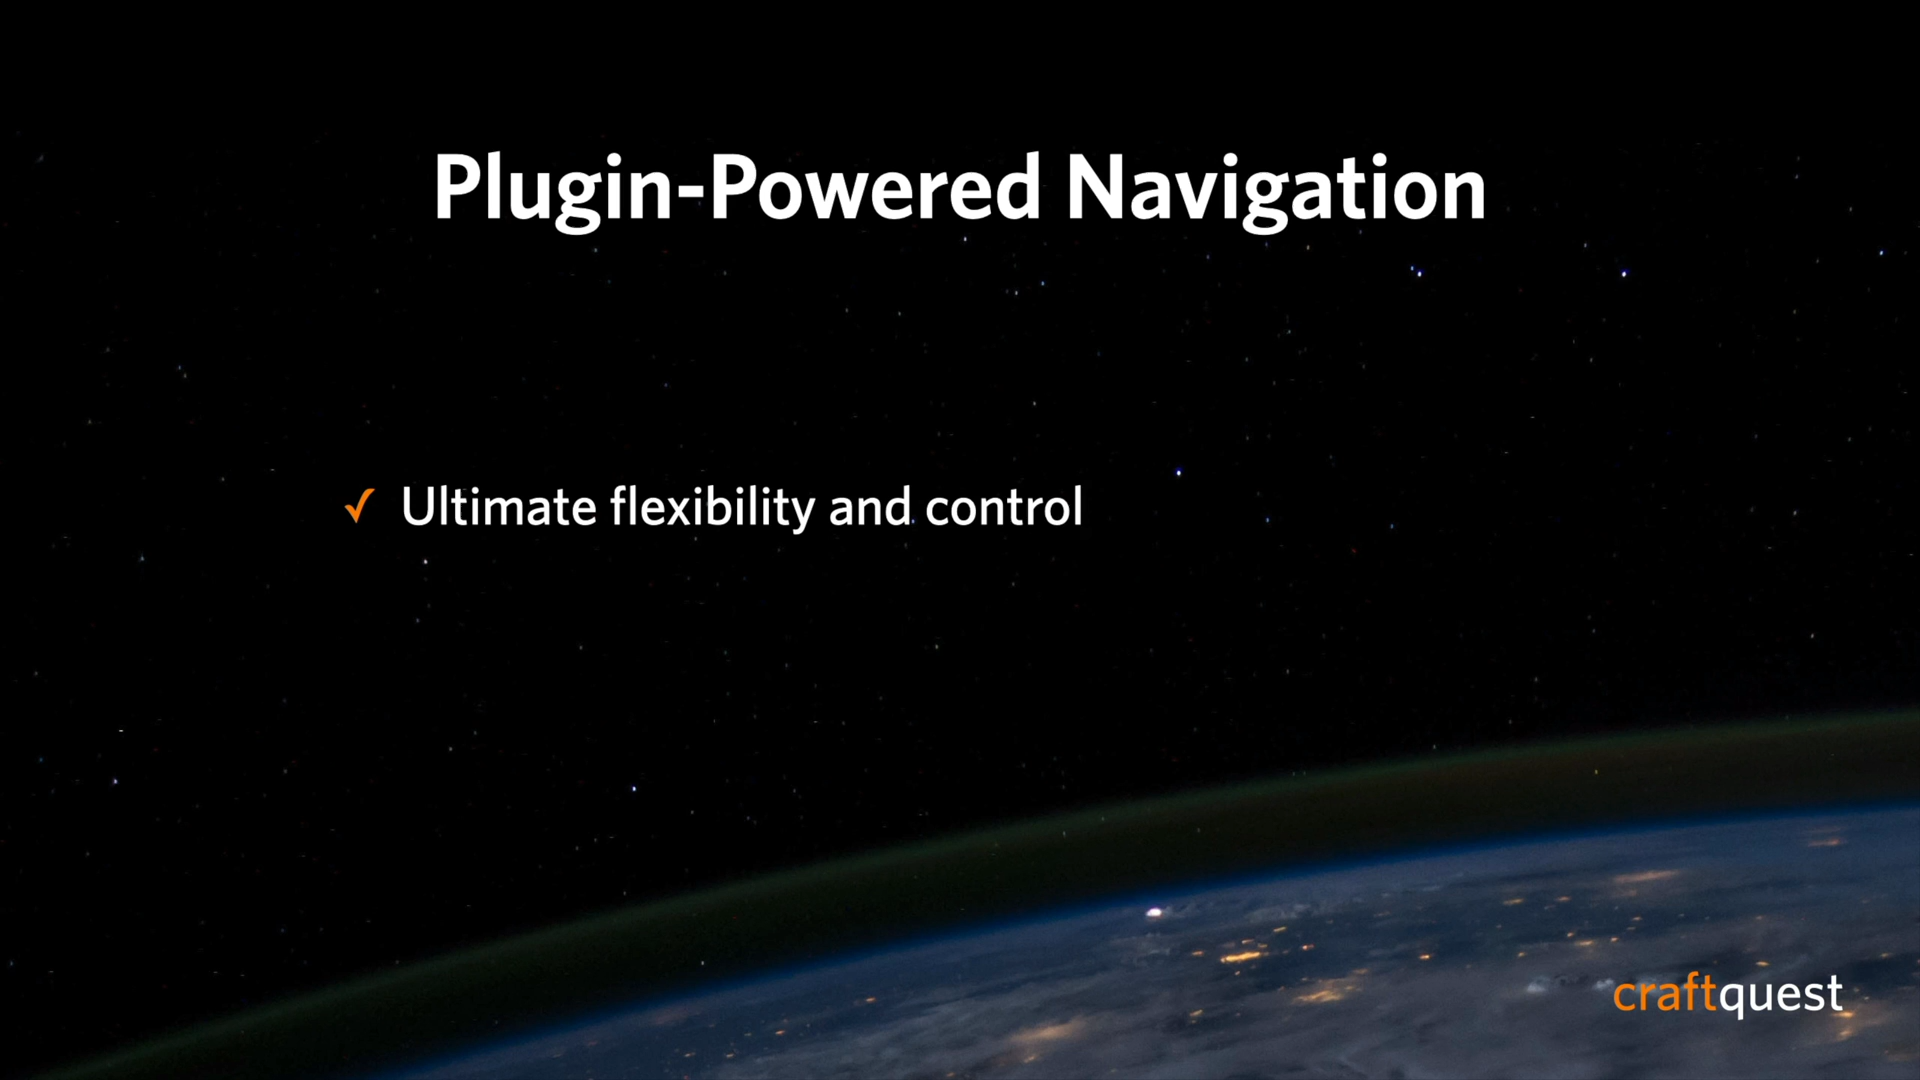 Plugin-Powered Navigation
✓ Ultimate flexibility and control
craftquest